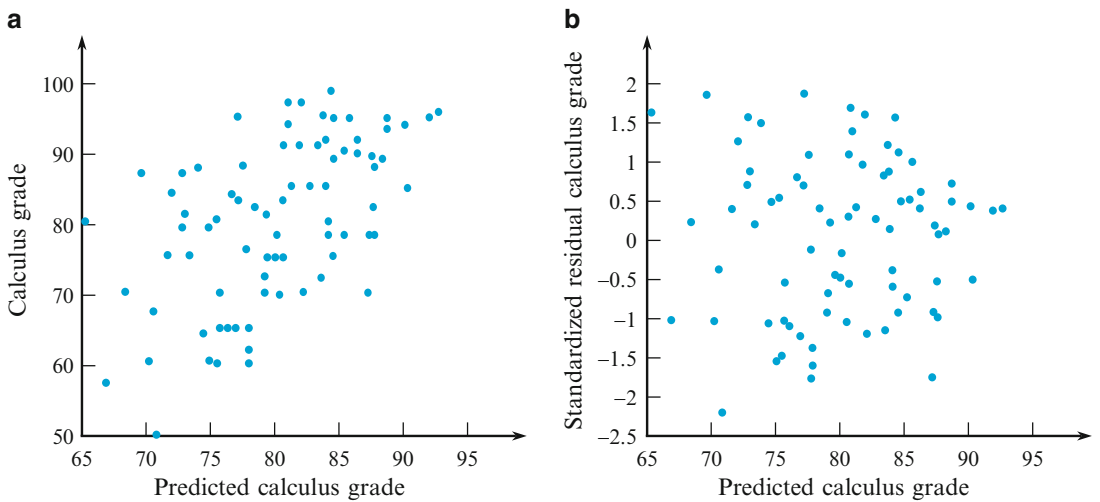 a
Calculus grade
100
90
80
70
60
50
65 70 75 80 85 90 95
Predicted calculus grade
b
Standardized residual calculus grade
2
1.5
1
0.5
0
−0.5
−1
−1.5
−2
−2.5
65 70 75 80 85 90 95
Predicted calculus grade